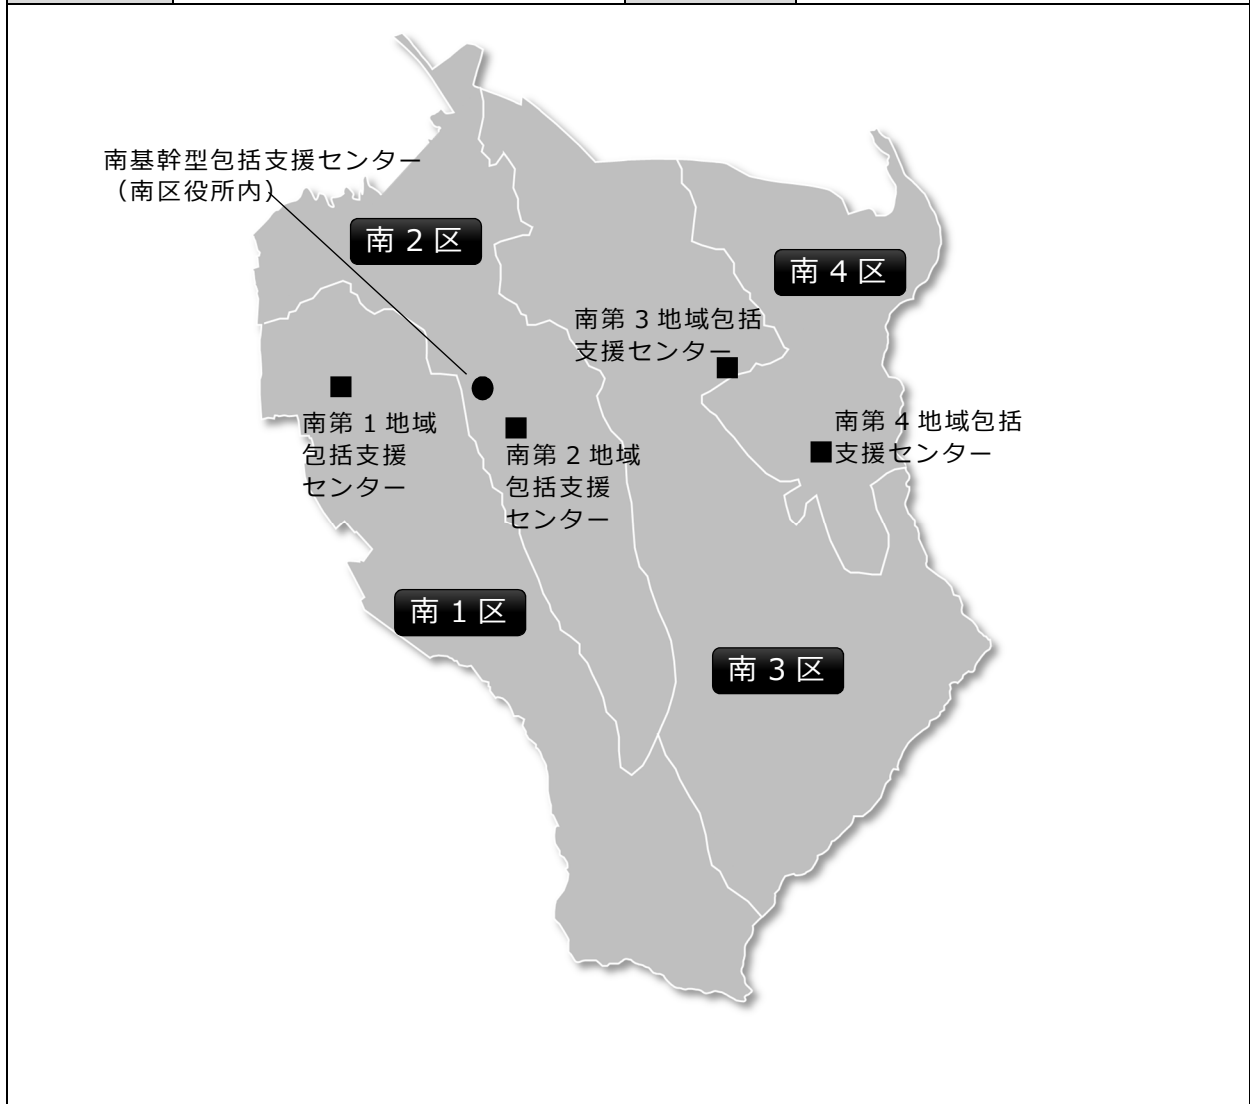 南基幹型包括支援センター
（南区役所内）
南２区
南４区
南第３地域包括
支援センター
南第１地域
包括支援
センター
南第２地域
包括支援
センター
南第４地域包括
支援センター
南１区
南３区